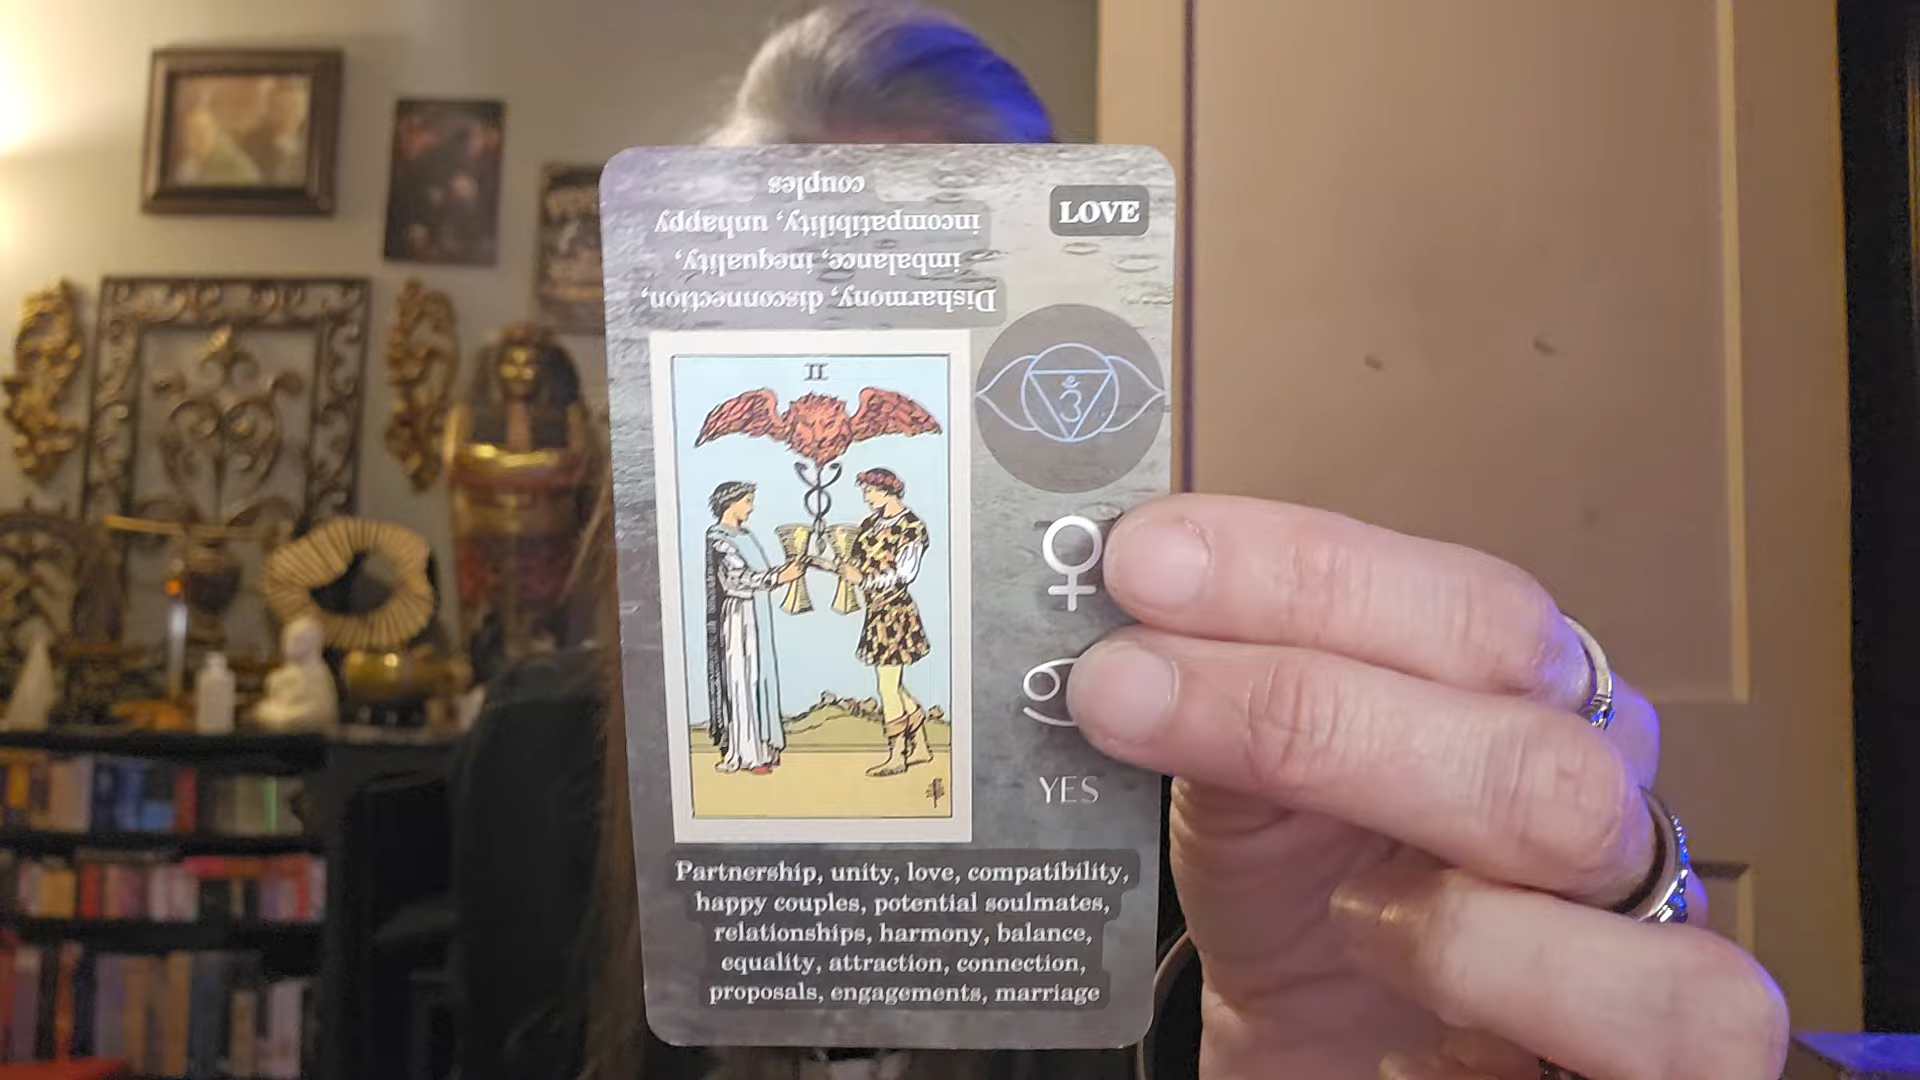 couples
incompatibility, unhappy
imbalance, inequality,
Disharmony, disconnection,
LOVE
II
YES
Partnership, unity, love, compatibility,
happy couples, potential soulmates,
relationships, harmony, balance,
equality, attraction, connection,
proposals, engagements, marriage